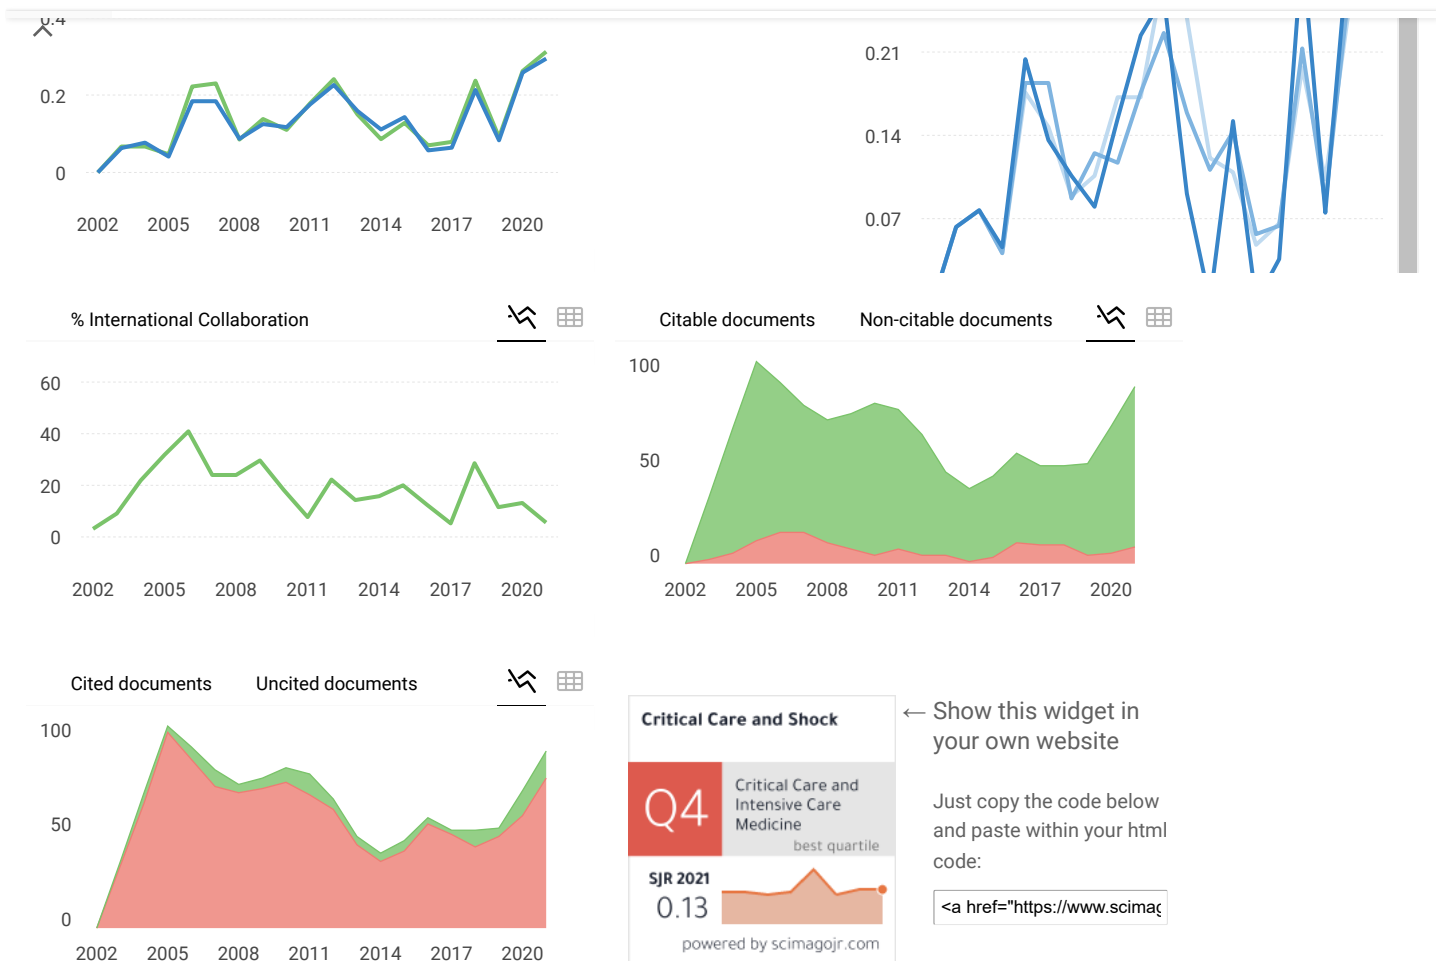 0.4
0.2
0
2002 2005 2008 2011 2014 2017 2020
0.21
0.14
0.07
% International Collaboration
60
40
20
0
2002 2005 2008 2011 2014 2017 2020
Citable documents Non-citable documents
100
50
0
2002 2005 2008 2011 2014 2017 2020
Cited documents Uncited documents
100
50
0
2002 2005 2008 2011 2014 2017 2020
Critical Care and Shock
Q4
Critical Care and
Intensive Care
Medicine
best quartile
SJR 2021
0.13
powered by scimagojr.com
← Show this widget in
your own website
Just copy the code below
and paste within your html
code:
<a href="https://www.scimag